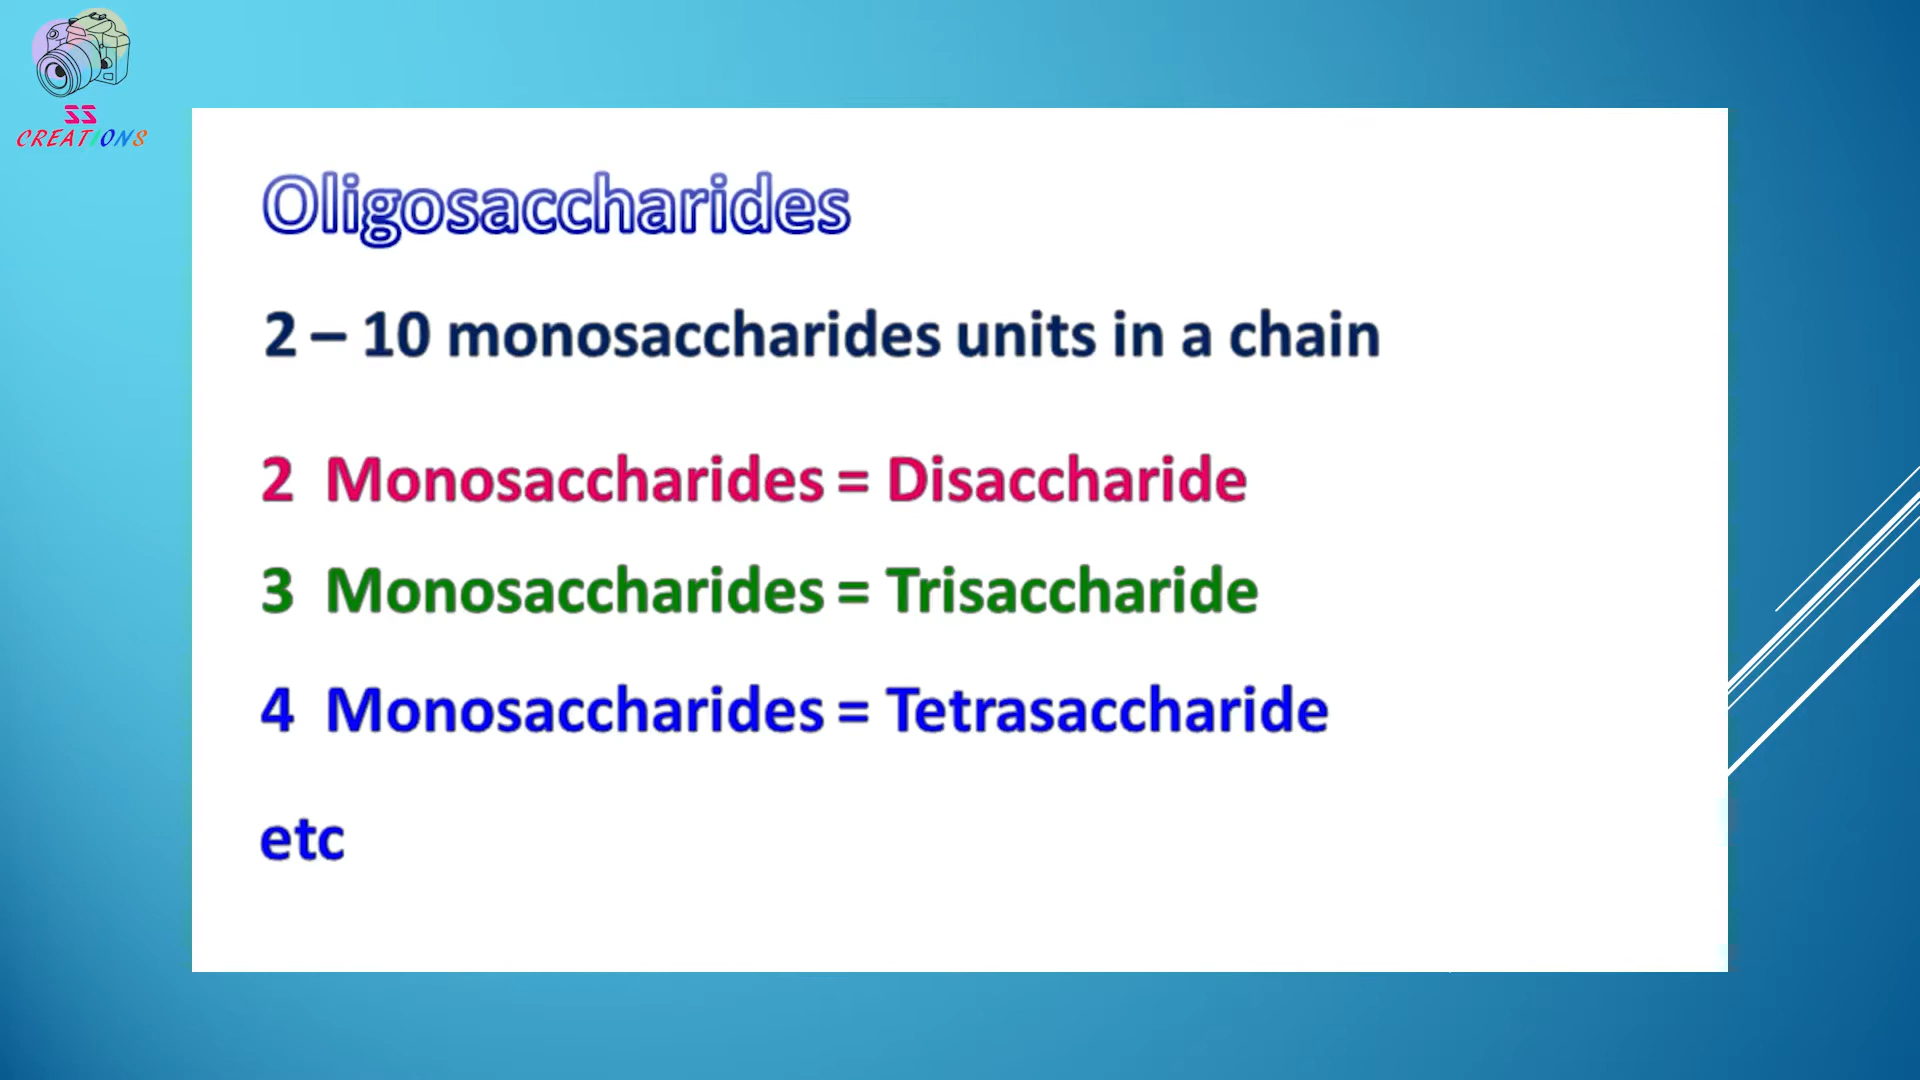 SS
CREATIONS
Oligosaccharides
2 – 10 monosaccharides units in a chain
2 Monosaccharides = Disaccharide
3 Monosaccharides = Trisaccharide
4 Monosaccharides = Tetrasaccharide
etc